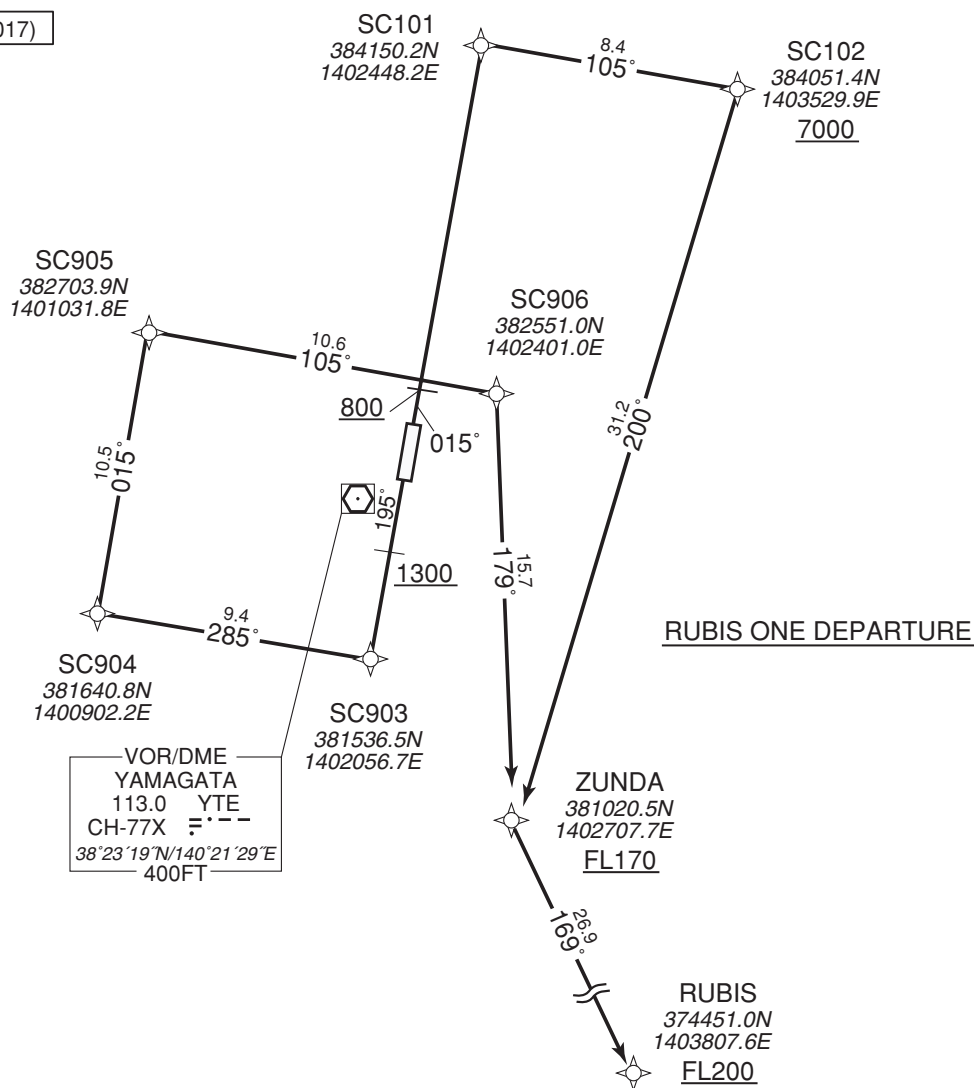 017)
SC101
384150.2N
1402448.2E
8.4
105°
SC102
384051.4N
1403529.9E
7000
SC905
382703.9N
1401031.8E
10.6
105°
SC906
382551.0N
1402401.0E
800
015°
10.5
015°
195°
1300
31.2
200°
15.7
179°
9.4
285°
RUBIS ONE DEPARTURE
SC904
381640.8N
1400902.2E
SC903
381536.5N
1402056.7E
VOR/DME
YAMAGATA
113.0 YTE
CH-77X
38°23´19˝N/140°21´29˝E
400FT
ZUNDA
381020.5N
1402707.7E
FL170
26.9
169°
RUBIS
374451.0N
1403807.6E
FL200